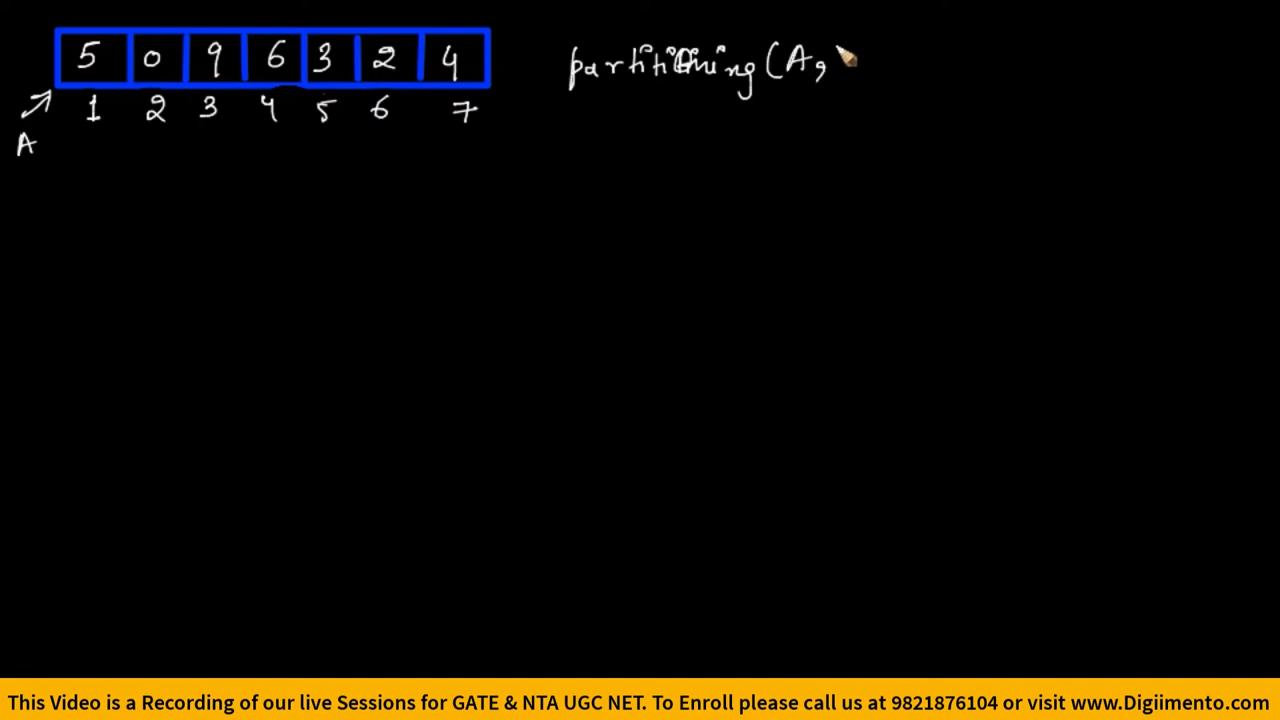 5 0 9 6 3 2 4
1 2 3 4 5 6 7
A
partitioning (A,
This Video is a Recording of our live Sessions for GATE & NTA UGC NET. To Enroll please call us at 9821876104 or visit www.Digiimento.com